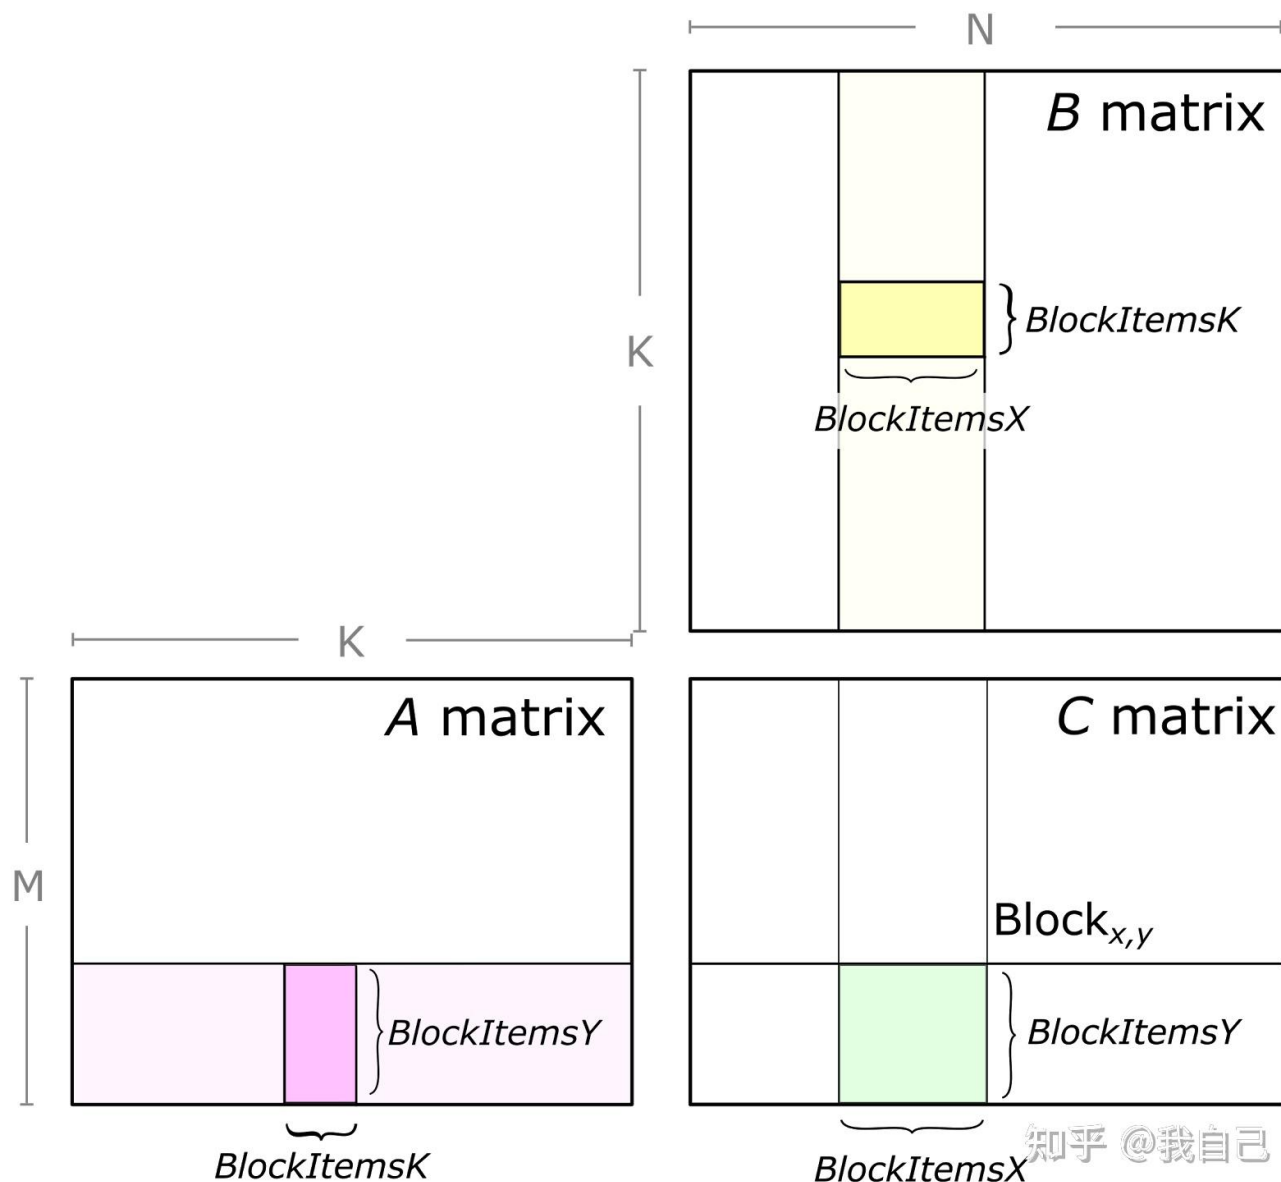 N
B matrix
BlockItemsK
K
BlockItemsX
K
A matrix
C matrix
M
Blockx,y
BlockItemsY
BlockItemsY
BlockItemsK
BlockItemsX
知乎 @我自己